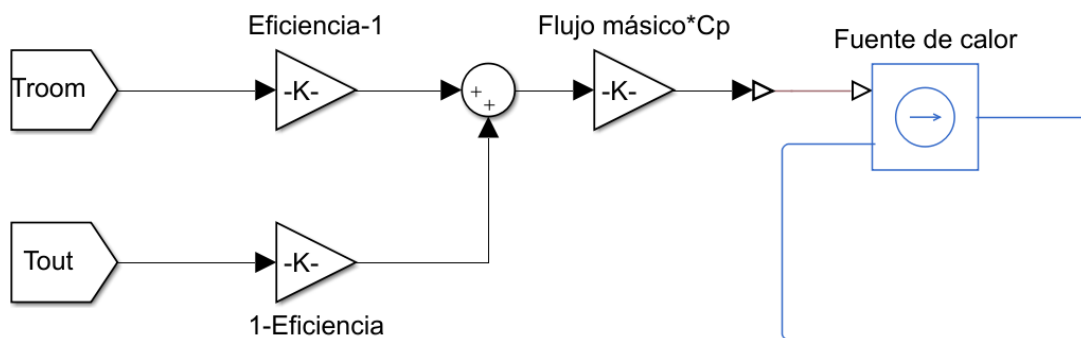 Eficiencia-1
Flujo másico*Cp
Fuente de calor
Troom
-K-
+
+
-K-
Tout
-K-
1-Eficiencia